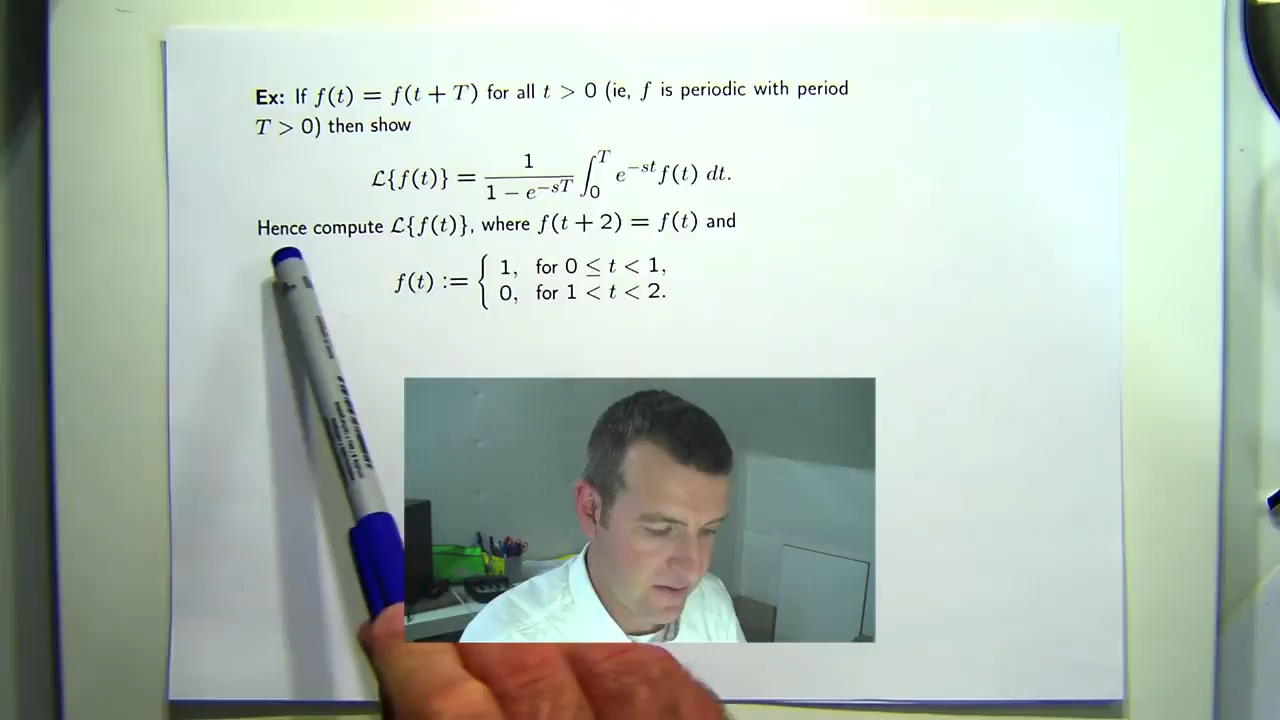 Ex: If f(t) = f(t + T) for all t > 0 (ie, f is periodic with period
T > 0) then show
ℒ{f(t)} = \frac{1}{1 − e^{−sT}} ∫_0^T e^{−st} f(t) dt.
Hence compute ℒ{f(t)}, where f(t + 2) = f(t) and
f(t) := { 1, for 0 ≤ t < 1,
0, for 1 < t < 2.